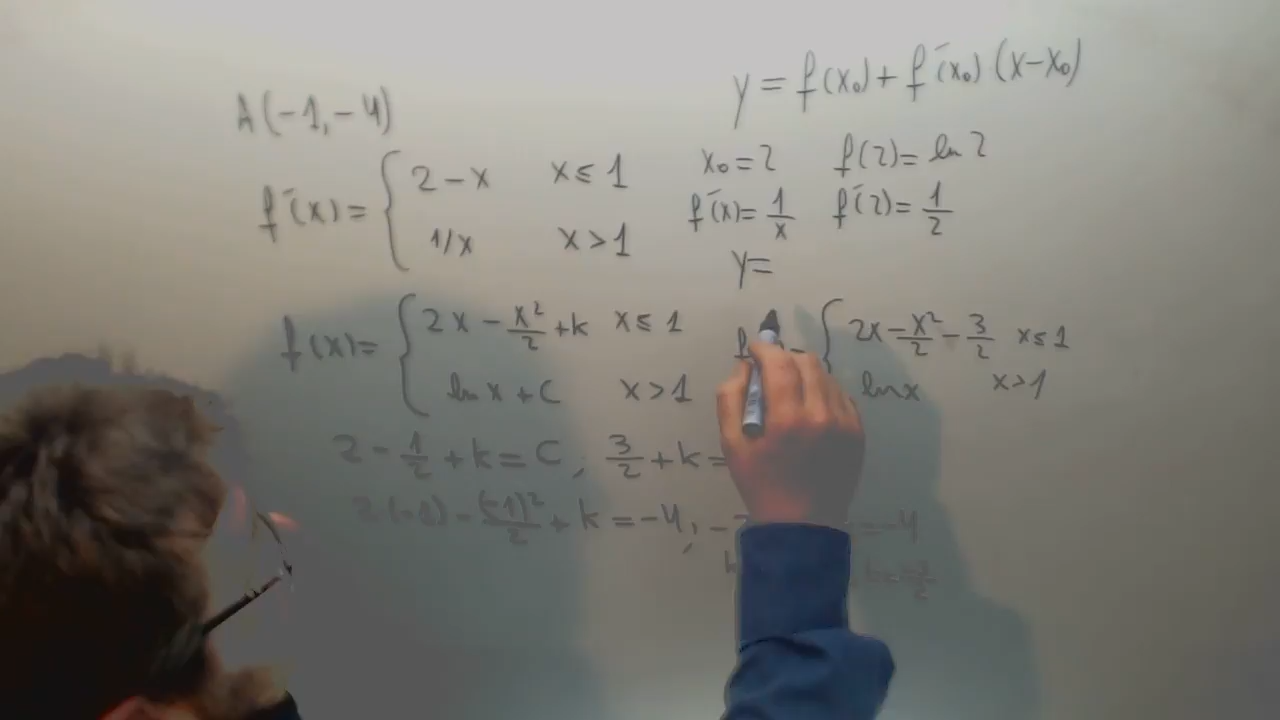 A(-1,-4)
f'(x)= { 2-x x≤1
1/x x>1
f(x)= { 2x - x²/2 + k x≤1
ln x + C x>1
2 - 1/2 + k = C, 3/2 + k =
2·(-1) - (-1)²/2 + k = -4; -
= -4
y = f(x₀) + f'(x₀) (x-x₀)
x₀=2 f(2)= ln 2
f'(x)= 1/x f'(2)= 1/2
y=
{ 2x - x²/2 - 3/2 x≤1
ln x x>1